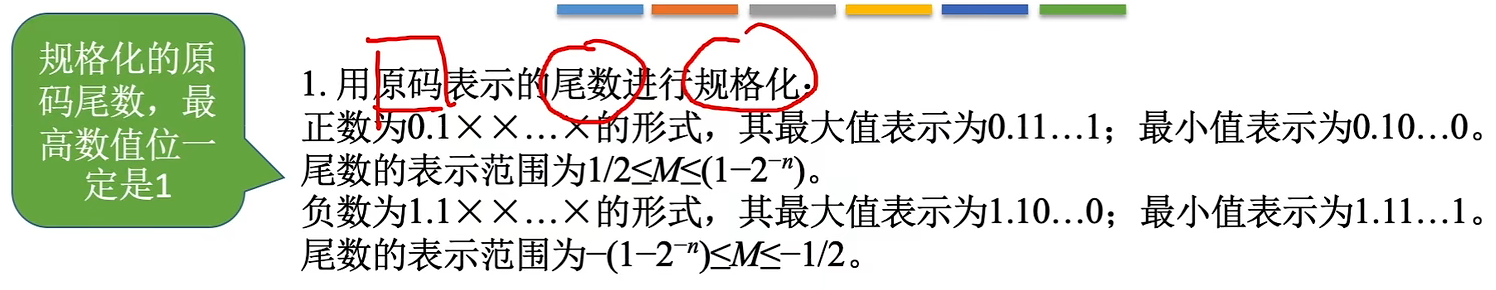 规格化的原
码尾数，最
高数值位一
定是1
1. 用原码表示的尾数进行规格化：
正数为0.1××…×的形式，其最大值表示为0.11…1；最小值表示为0.10…0。
尾数的表示范围为1/2≤M≤(1−2⁻ⁿ)。
负数为1.1××…×的形式，其最大值表示为1.10…0；最小值表示为1.11…1。
尾数的表示范围为−(1−2⁻ⁿ)≤M≤−1/2。